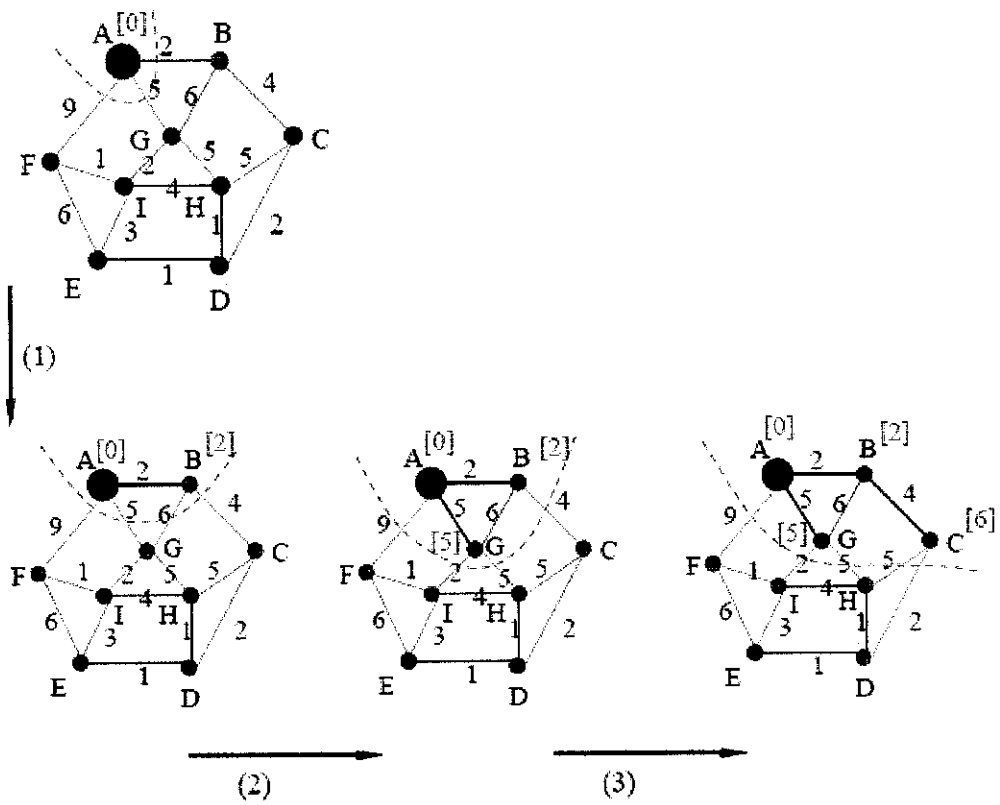 A [0] 2 B
5 6 4
9
G C
F 1 2 5 5
4
6 I H 1 2
3
E 1 D
(1)
A [0] 2 B [2]
9 5 6 4
G C
F 1 2 5 5
4
6 I H 1 2
3
E 1 D
A [0] 2 B [2]
9 5 6 4
[5] G C
F 1 2 5 5
4
6 I H 1 2
3
E 1 D
A [0] 2 B [2]
9 5 6 4
[5] G C [6]
F 1 2 5 5
4
6 I H 1 2
3
E 1 D
(2)
(3)